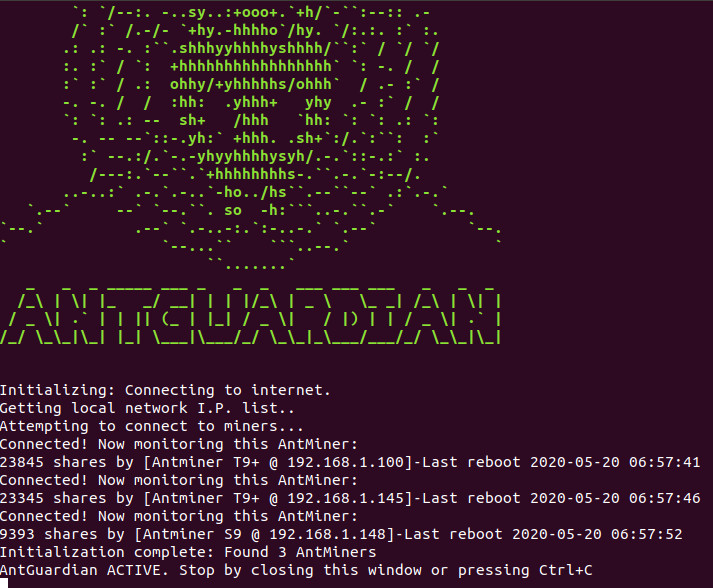 ANTGUARDIAN
Initializing: Connecting to internet.
Getting local network I.P. list..
Attempting to connect to miners...
Connected! Now monitoring this AntMiner:
23845 shares by [Antminer T9+ @ 192.168.1.100]-Last reboot 2020-05-20 06:57:41
Connected! Now monitoring this AntMiner:
23345 shares by [Antminer T9+ @ 192.168.1.145]-Last reboot 2020-05-20 06:57:46
Connected! Now monitoring this AntMiner:
9393 shares by [Antminer S9 @ 192.168.1.148]-Last reboot 2020-05-20 06:57:52
Initialization complete: Found 3 AntMiners
AntGuardian ACTIVE. Stop by closing this window or pressing Ctrl+C